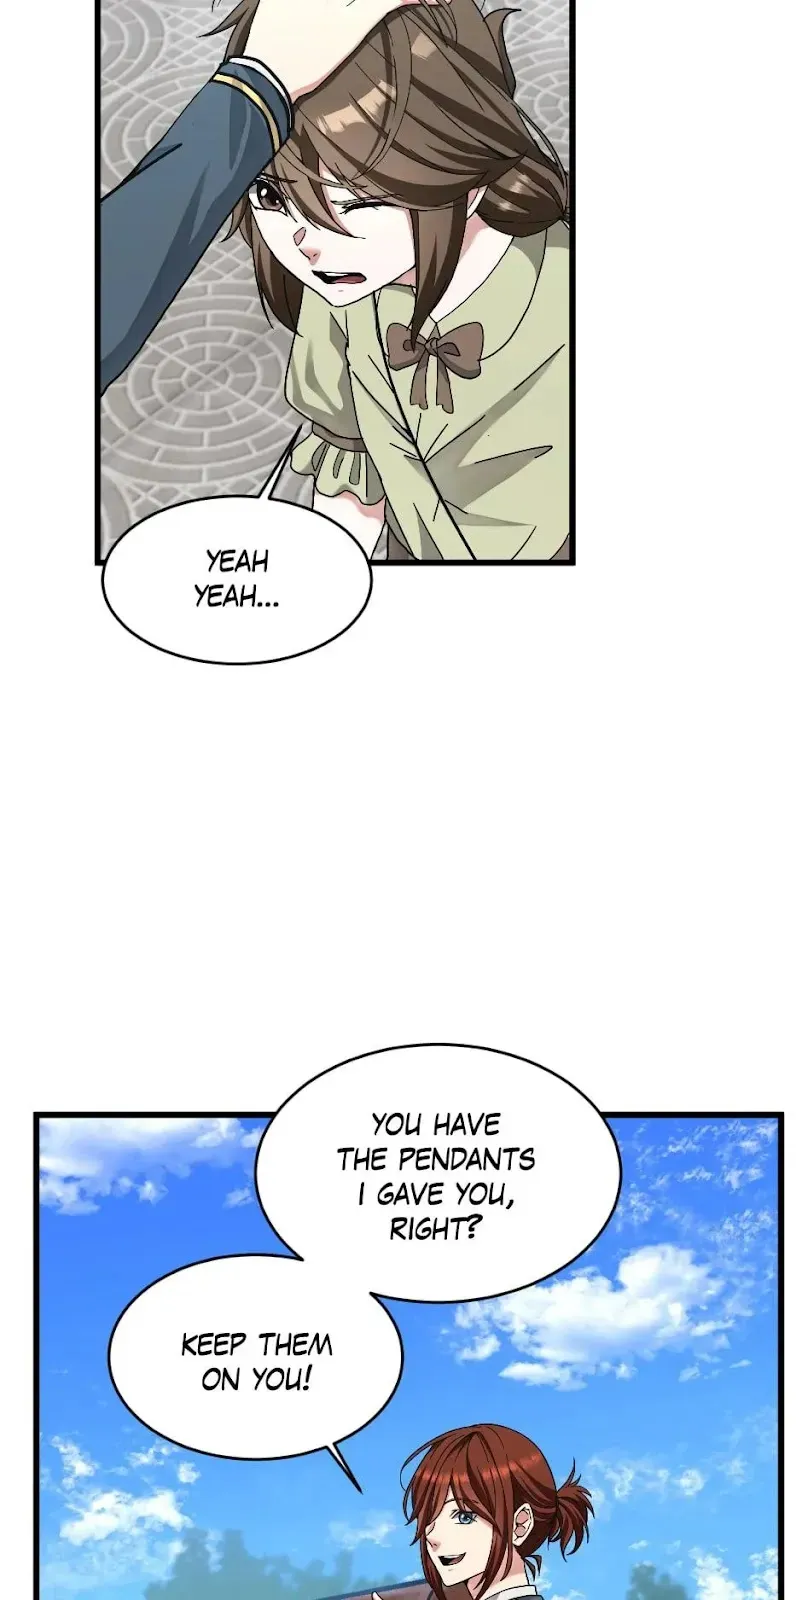 YEAH
YEAH...
YOU HAVE
THE PENDANTS
I GAVE YOU,
RIGHT?
KEEP THEM
ON YOU!